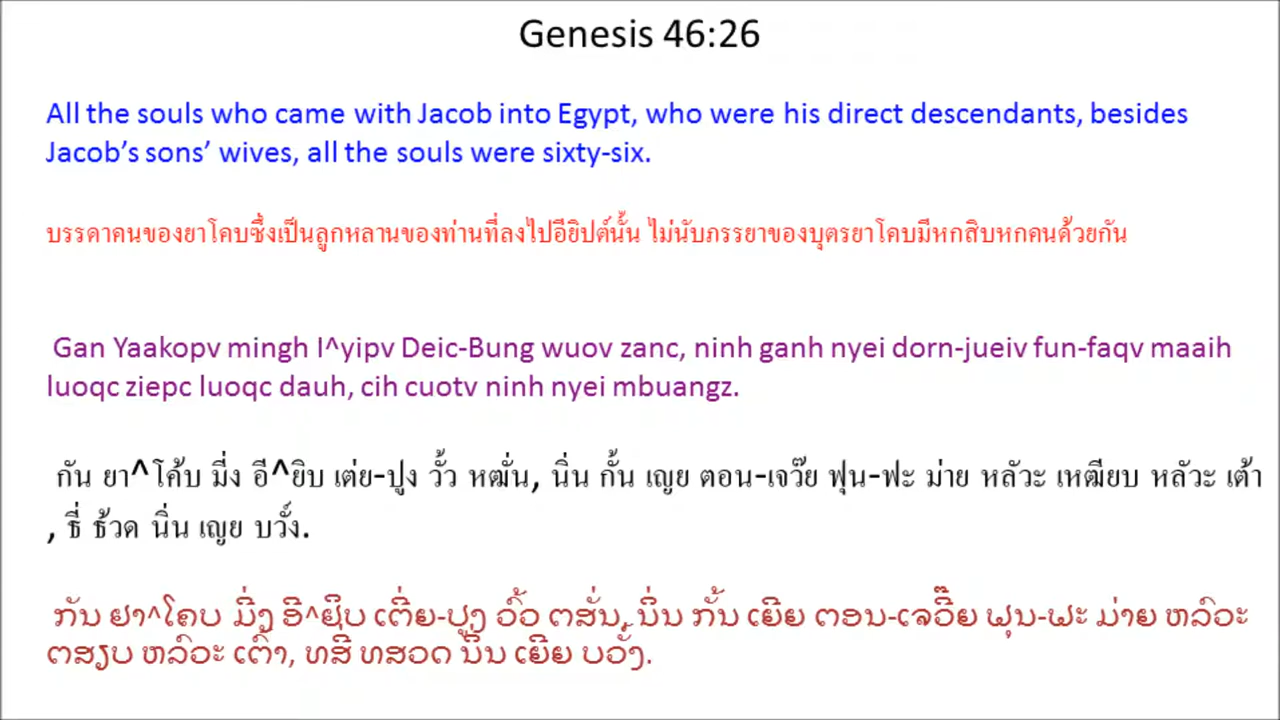 Genesis 46:26
All the souls who came with Jacob into Egypt, who were his direct descendants, besides
Jacob’s sons’ wives, all the souls were sixty-six.
บรรดาคนของยาโคบซึ่งเป็นลูกหลานของท่านที่ลงไปอียิปต์นั้น ไม่นับภรรยาของบุตรยาโคบมีหกสิบหกคนด้วยกัน
Gan Yaakopv mingh I^yipv Deic-Bung wuov zanc, ninh ganh nyei dorn-jueiv fun-faqv maaih
luoqc ziepc luoqc dauh, cih cuotv ninh nyei mbuangz.
กัน ยา^โค้บ มี่ง อี^ยิบ เต่ย-ปูง วั้ว หฒั่น, นิ่น กั้น เญย ตอน-เจว๊ย ฟุน-ฟะ ม่าย หลัวะ เหฒียบ หลัวะ เต้า
, ธี่ ธ้วด นิ่น เญย บวั้ง.
ກັນ ຢາ^ໂຄບ ມີ່ງ ອີ^ຢິບ ເຕີ່ຍ-ປູງ ວົ້ວ ຕສັ່ນ, ນິ່ນ ກັ້ນ ເຍີຍ ຕອນ-ເຈວີ໊ຍ ຟຸນ-ຟະ ມ່າຍ ຫລົວະ
ຕສຽບ ຫລົວະ ເຕົ້າ, ທສີ່ ທສວດ ນິ່ນ ເຍີຍ ບວັ້ງ.